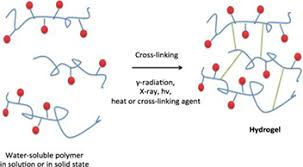 Cross-linking
γ-radiation,
X-ray, hν,
heat or cross-linking agent
Hydrogel
Water-soluble polymer
in solution or in solid state